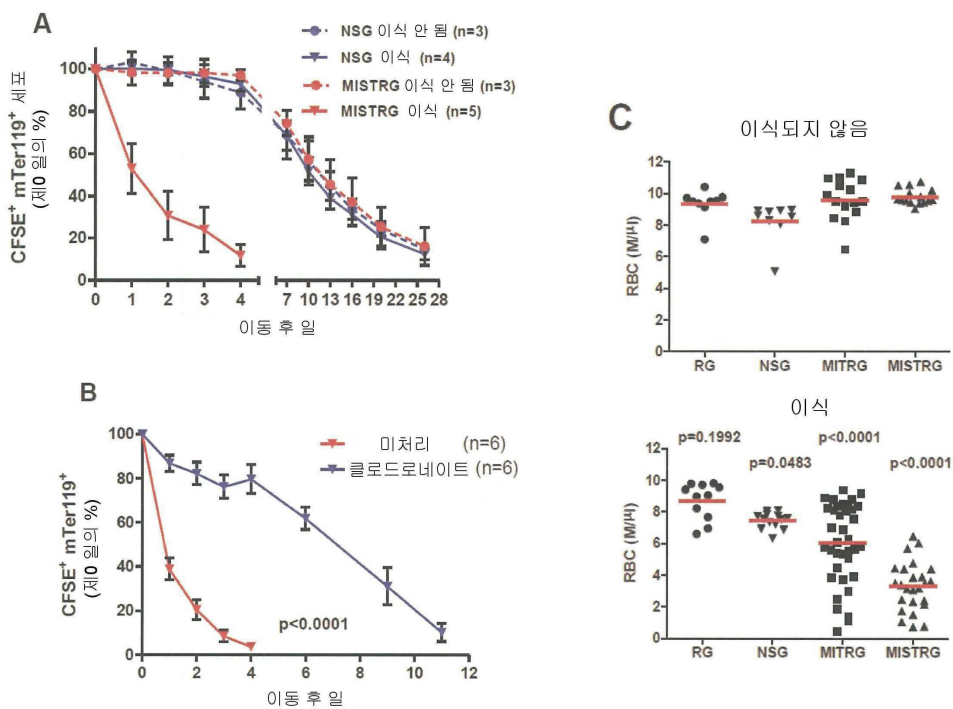 A
NSG 이식 안 됨 (n=3)
NSG 이식 (n=4)
MISTRG 이식 안 됨 (n=3)
MISTRG 이식 (n=5)
CFSE⁺ mTer119⁺ 세포
(제0 일의 %)
100
80
60
40
20
0
0 1 2 3 4 7 10 13 16 19 22 25 28
이동 후 일
B
미처리 (n=6)
클로드로네이트 (n=6)
CFSE⁺ mTer119⁺
(제0 일의 %)
100
80
60
40
20
0
p<0.0001
0 2 4 6 8 10 12
이동 후 일
C
이식되지 않음
RBC (M/µl)
12
10
8
6
4
2
0
RG NSG MITRG MISTRG
이식
p=0.1992 p<0.0001
p=0.0483 p<0.0001
RBC (M/µl)
12
10
8
6
4
2
0
RG NSG MITRG MISTRG